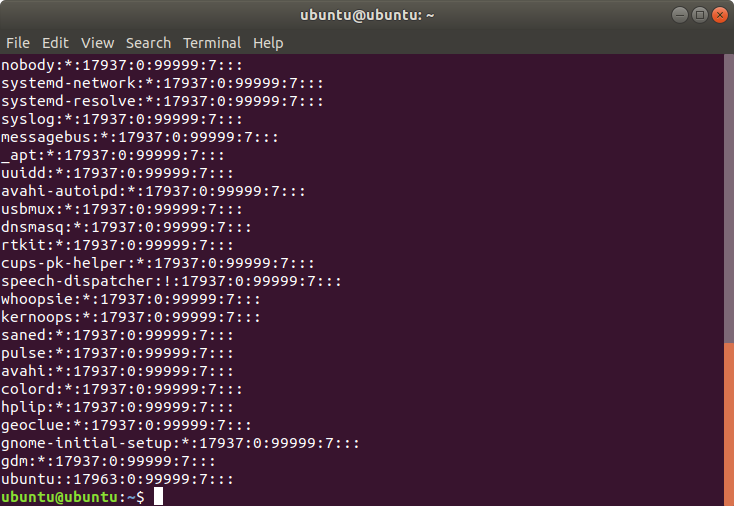 ubuntu@ubuntu: ~
File Edit View Search Terminal Help
nobody:*:17937:0:99999:7:::
systemd-network:*:17937:0:99999:7:::
systemd-resolve:*:17937:0:99999:7:::
syslog:*:17937:0:99999:7:::
messagebus:*:17937:0:99999:7:::
_apt:*:17937:0:99999:7:::
uuidd:*:17937:0:99999:7:::
avahi-autoipd:*:17937:0:99999:7:::
usbmux:*:17937:0:99999:7:::
dnsmasq:*:17937:0:99999:7:::
rtkit:*:17937:0:99999:7:::
cups-pk-helper:*:17937:0:99999:7:::
speech-dispatcher:!:17937:0:99999:7:::
whoopsie:*:17937:0:99999:7:::
kernoops:*:17937:0:99999:7:::
saned:*:17937:0:99999:7:::
pulse:*:17937:0:99999:7:::
avahi:*:17937:0:99999:7:::
colord:*:17937:0:99999:7:::
hplip:*:17937:0:99999:7:::
geoclue:*:17937:0:99999:7:::
gnome-initial-setup:*:17937:0:99999:7:::
gdm:*:17937:0:99999:7:::
ubuntu::17963:0:99999:7:::
ubuntu@ubuntu:~$